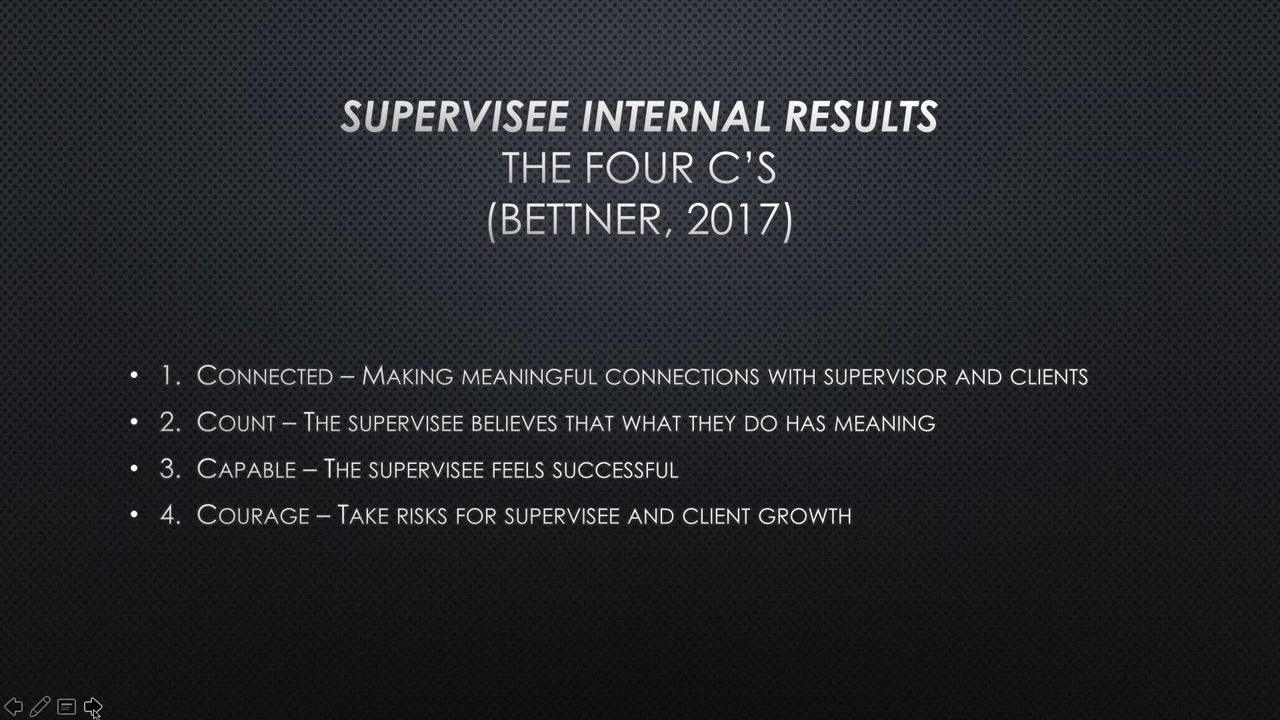 SUPERVISEE INTERNAL RESULTS
THE FOUR C’S
(BETTNER, 2017)
• 1. CONNECTED – MAKING MEANINGFUL CONNECTIONS WITH SUPERVISOR AND CLIENTS
• 2. COUNT – THE SUPERVISEE BELIEVES THAT WHAT THEY DO HAS MEANING
• 3. CAPABLE – THE SUPERVISEE FEELS SUCCESSFUL
• 4. COURAGE – TAKE RISKS FOR SUPERVISEE AND CLIENT GROWTH